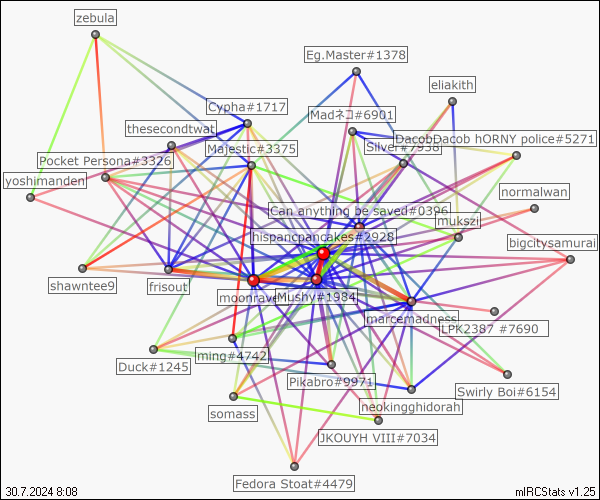 zebula
Eg.Master#1378
eliakith
Cypha#1717
Madネコ#6901
thesecondtwat
DacobDacob hORNY police#5271
Majestic#3375
Pocket Persona#3326
yoshimanden
normalwan
Can anything be saved#0396
mukszi
hispancpancakes#2928
bigcitysamurai
shawntee9
frisout
moonrave
Mushy#1984
marcemadness
LPK2387 #7690
ming#4742
Duck#1245
Pikabro#9971
Swirly Boi#6154
somass
neokingghidorah
JKOUYH VIII#7034
Fedora Stoat#4479
30.7.2024 8:08
mIRCStats v1.25